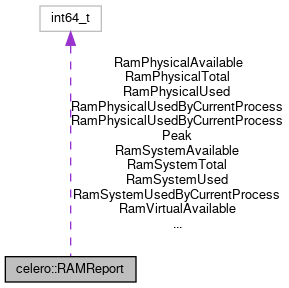 int64_t
RamPhysicalAvailable
RamPhysicalTotal
RamPhysicalUsed
RamPhysicalUsedByCurrentProcess
RamPhysicalUsedByCurrentProcess
Peak
RamSystemAvailable
RamSystemTotal
RamSystemUsed
RamSystemUsedByCurrentProcess
RamVirtualAvailable
...
celero::RAMReport